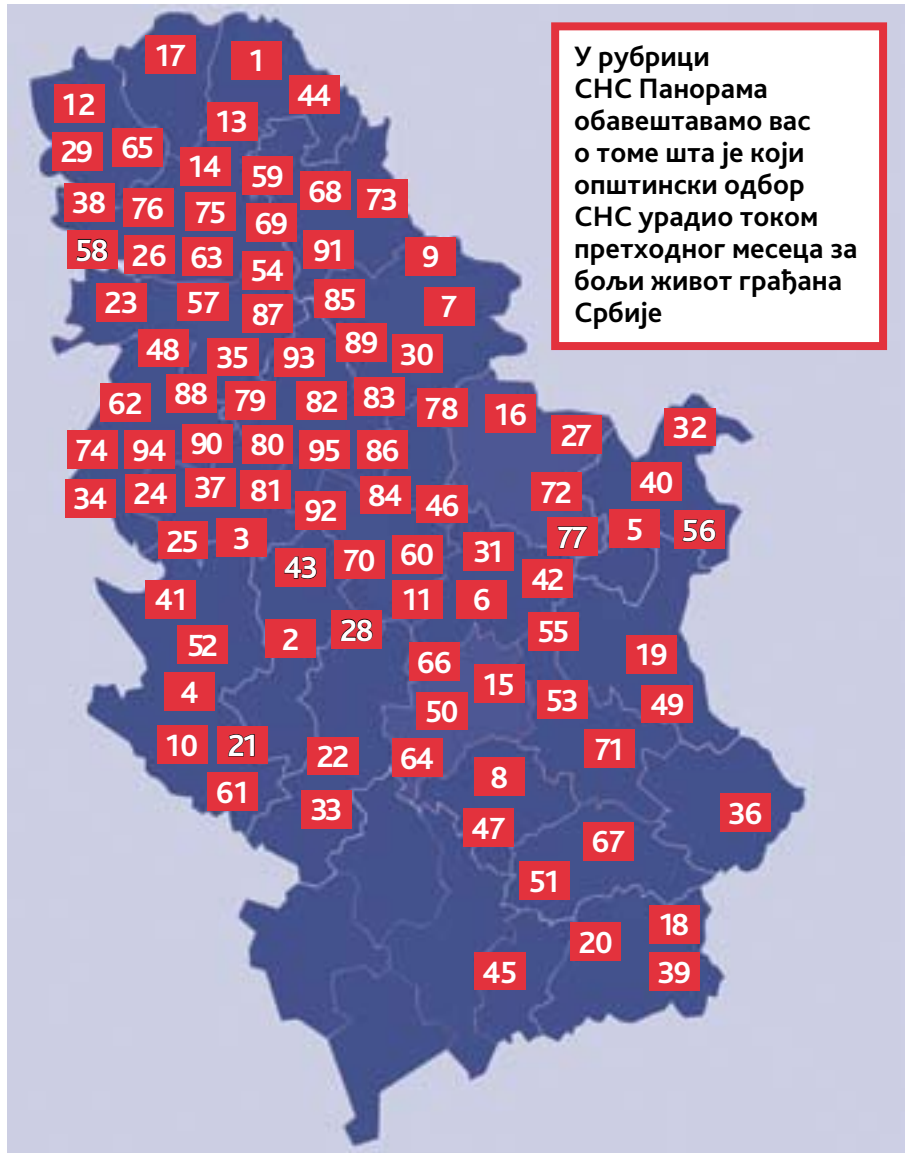 У рубрици
СНС Панорама
обавештавамо вас
о томе шта је који
општински одбор
СНС урадио током
претходног месеца за
бољи живот грађана
Србије
17 1
44
12
13
29 65
14 59
68 73
38 76 75 69
58 26 63 54 91 9
23 57 87 85 7
48 35 93 89 30
62 88 79 82 83 78 16
27 32
74 94 90 80 95 86
34 24 37 81 92 84 46 72 40
25 3 77 5 56
43 70 60 31 42
41 11 6
52 2 28 55
66 19
4 15 53 49
50
10 21 22 64 71
8
61 33 36
47 67
51
18
20
45 39